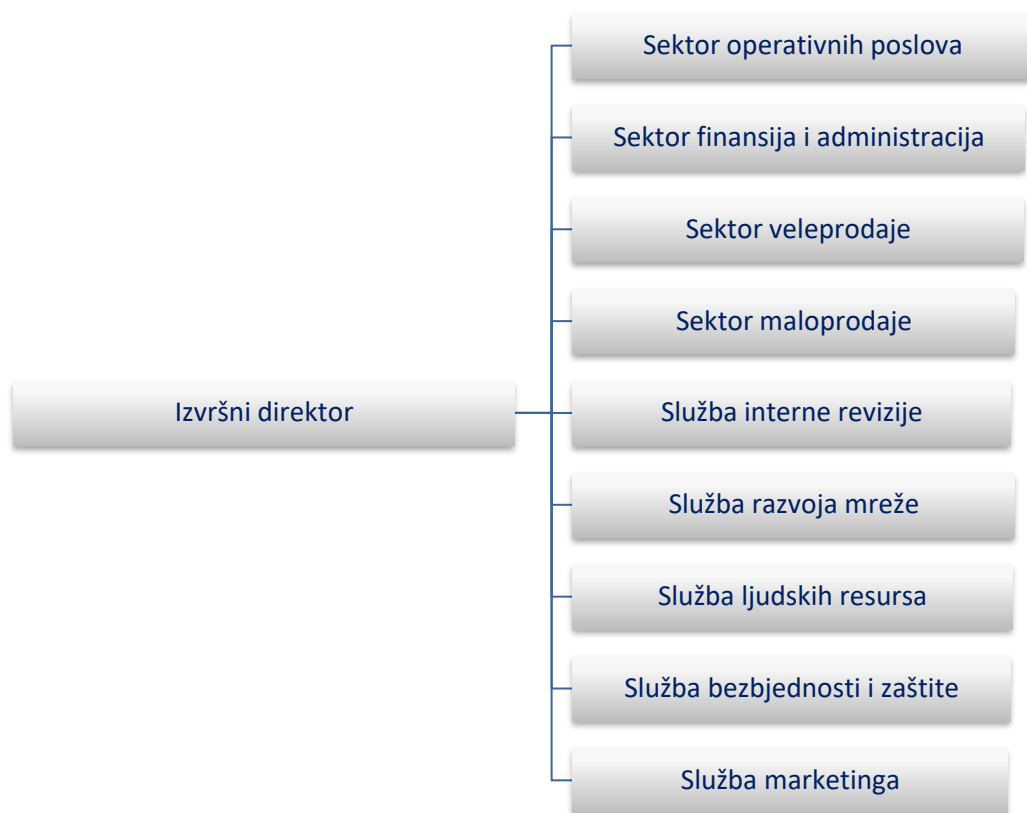 Sektor operativnih poslova
Sektor finansija i administracija
Sektor veleprodaje
Sektor maloprodaje
Izvršni direktor
Služba interne revizije
Služba razvoja mreže
Služba ljudskih resursa
Služba bezbjednosti i zaštite
Služba marketinga